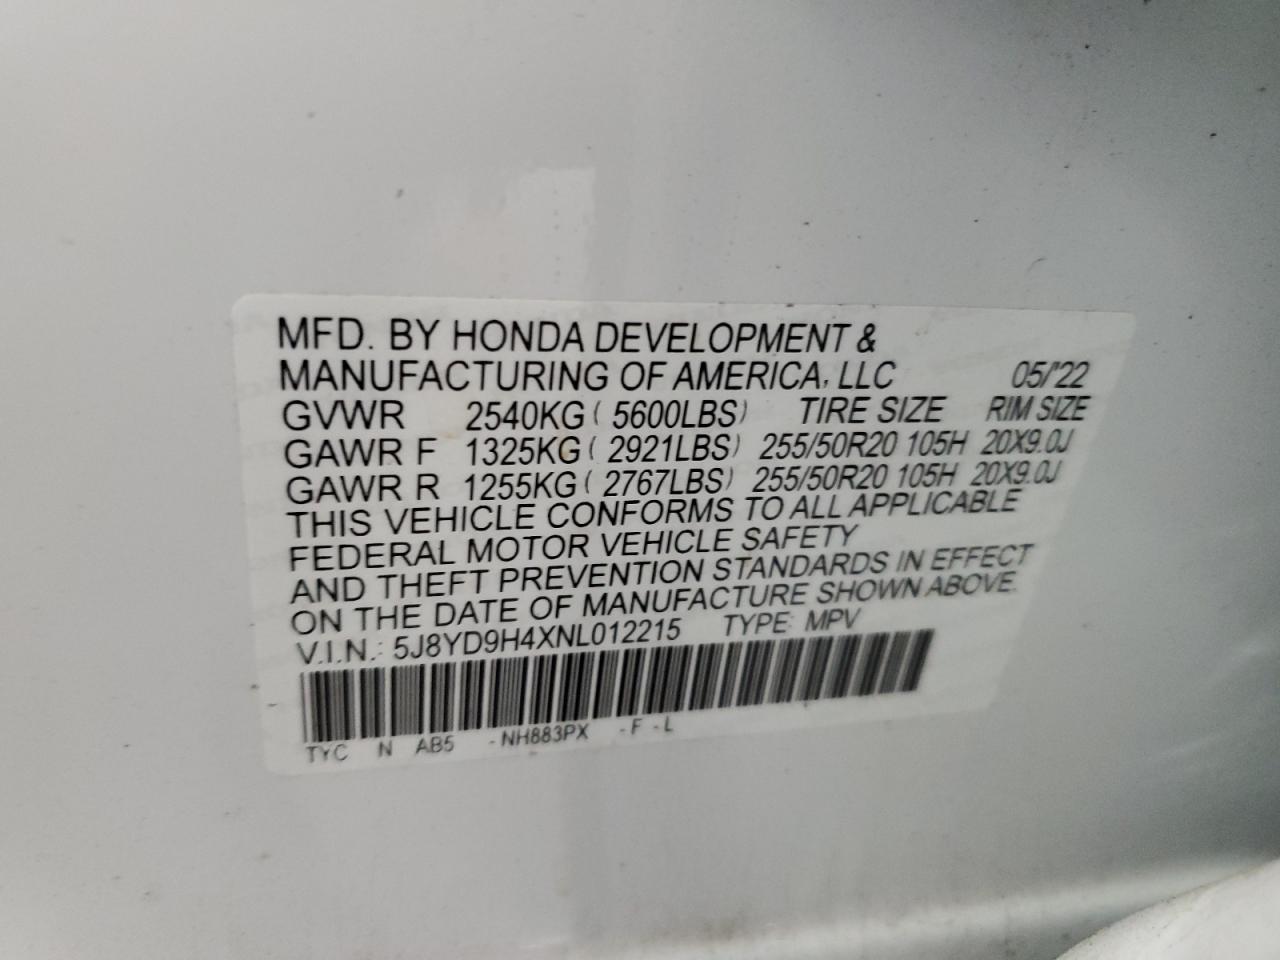 MFD. BY HONDA DEVELOPMENT &
MANUFACTURING OF AMERICA, LLC 05/'22
GVWR 2540KG ( 5600LBS) TIRE SIZE RIM SIZE
GAWR F 1325KG ( 2921LBS) 255/50R20 105H 20X9.0J
GAWR R 1255KG ( 2767LBS) 255/50R20 105H 20X9.0J
THIS VEHICLE CONFORMS TO ALL APPLICABLE
FEDERAL MOTOR VEHICLE SAFETY
AND THEFT PREVENTION STANDARDS IN EFFECT
ON THE DATE OF MANUFACTURE SHOWN ABOVE.
V.I.N.: 5J8YD9H4XNL012215 TYPE: MPV
TYC N AB5 -NH883PX -F -L